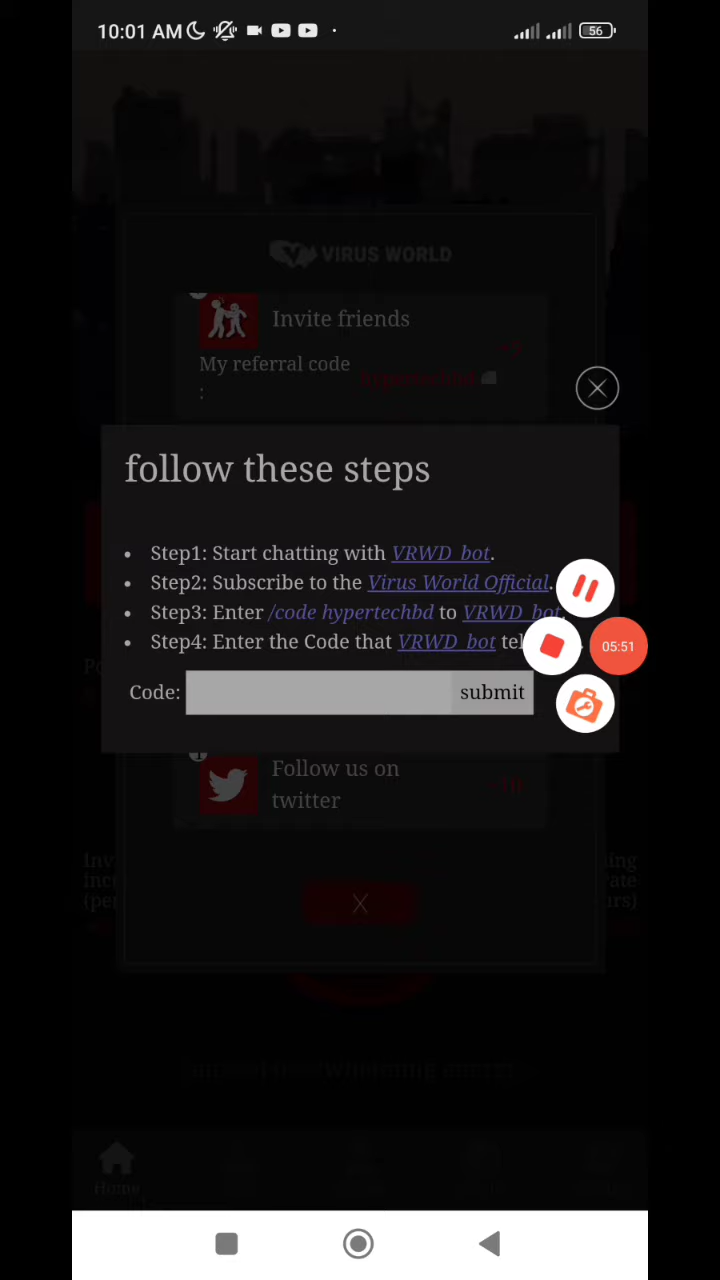 10:01 AM
56
VIRUS WORLD
Invite friends
My referral code
:
hypertechbd
follow these steps
• Step1: Start chatting with VRWD_bot.
• Step2: Subscribe to the Virus World Official.
• Step3: Enter /code hypertechbd to VRWD_bot.
• Step4: Enter the Code that VRWD_bot
05:51
Code:
submit
Follow us on
twitter
Home